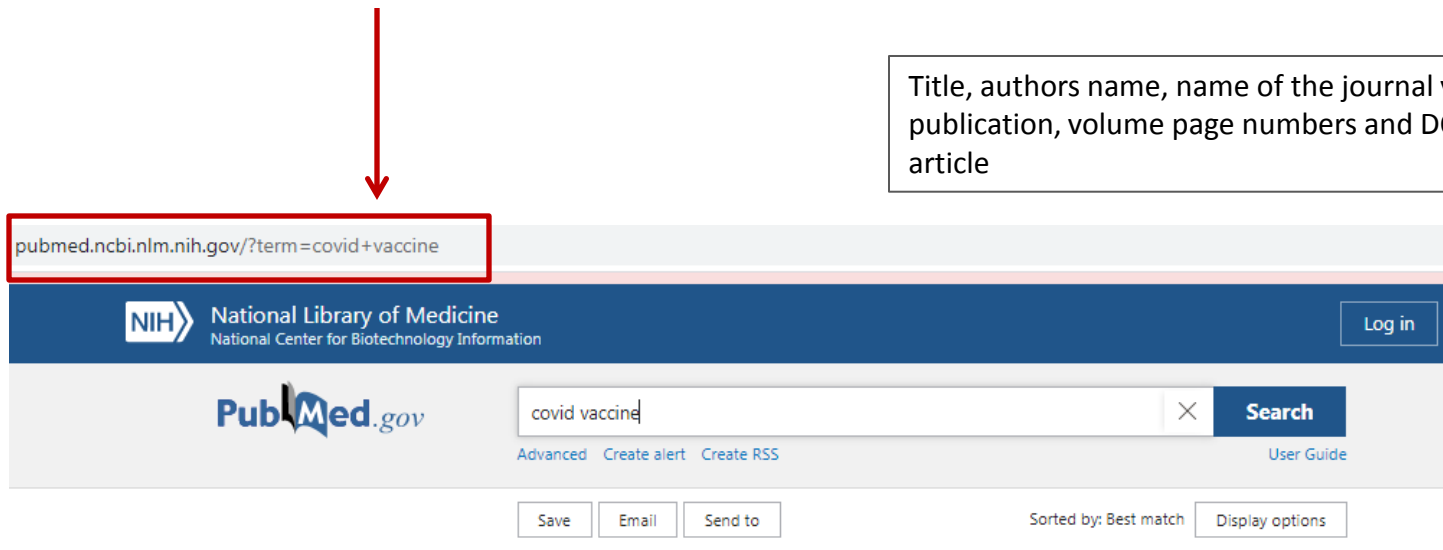 Title, authors name, name of the journal
publication, volume page numbers and
article
pubmed.ncbi.nlm.nih.gov/?term=covid+vaccine
NIH National Library of Medicine
National Center for Biotechnology Information
Log in
PubMed.gov
covid vaccine
Search
Advanced Create alert Create RSS
User Guide
Save Email Send to
Sorted by: Best match Display options